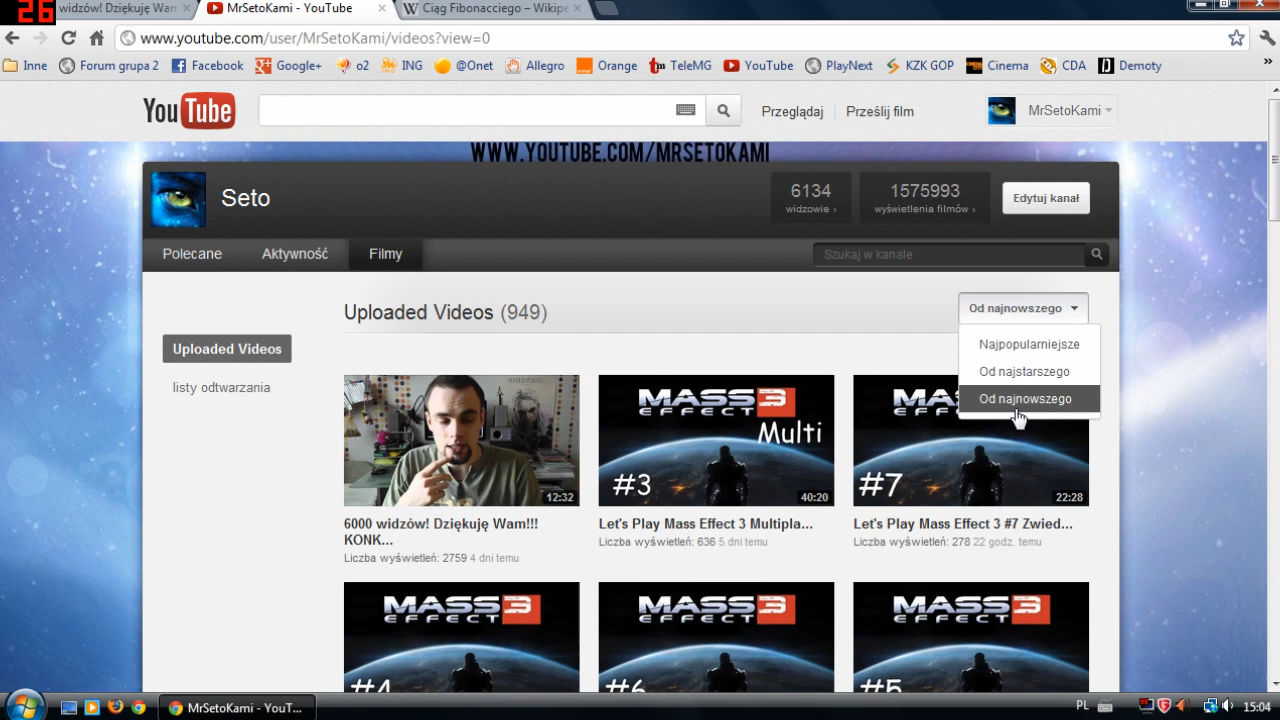 26
widzów! Dziękuję Wam
MrSetoKami - YouTube
Ciąg Fibonacciego – Wikipe
www.youtube.com/user/MrSetoKami/videos?view=0
Inne
Forum grupa 2
Facebook
Google+
o2
ING
@Onet
Allegro
Orange
TeleMG
YouTube
PlayNext
KZK GOP
Cinema
CDA
Demoty
YouTube
Przeglądaj
Prześlij film
MrSetoKami
WWW.YOUTUBE.COM/MRSETOKAMI
Seto
6134
widzowie ›
1575993
wyświetlenia filmów ›
Edytuj kanał
Polecane
Aktywność
Filmy
Szukaj w kanale
Uploaded Videos (949)
Od najnowszego
Najpopularniejsze
Od najstarszego
Od najnowszego
Uploaded Videos
listy odtwarzania
12:32
MASS EFFECT 3
Multi
#3
40:20
#7
22:28
6000 widzów! Dziękuję Wam!!!
KONK...
Liczba wyświetleń: 2759 4 dni temu
Let's Play Mass Effect 3 Multipla...
Liczba wyświetleń: 636 5 dni temu
Let's Play Mass Effect 3 #7 Zwied...
Liczba wyświetleń: 278 22 godz. temu
MASS EFFECT 3
#4
MASS EFFECT 3
#6
MASS EFFECT 3
#5
MrSetoKami - YouT...
PL
15:04